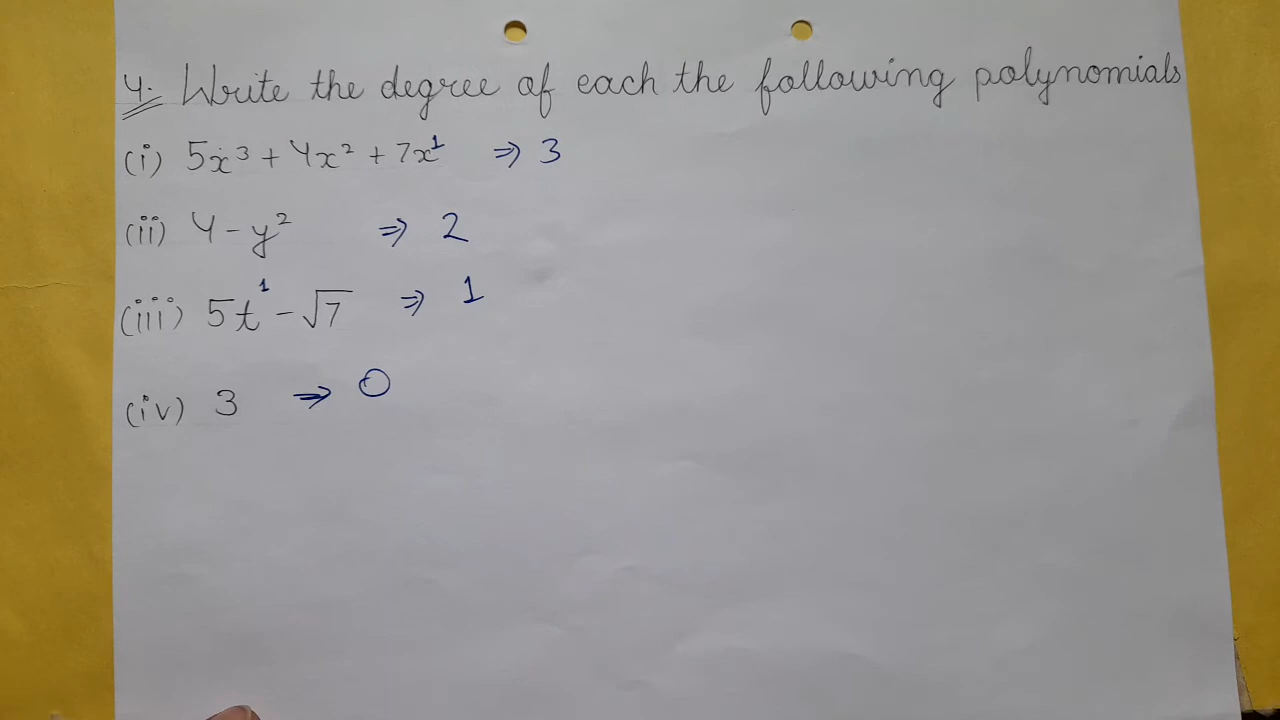 4. Write the degree of each the following polynomials
(i) 5x³ + 4x² + 7x¹ ⇒ 3
(ii) 4 - y² ⇒ 2
(iii) 5t¹ - √7 ⇒ 1
(iv) 3 ⇒ 0